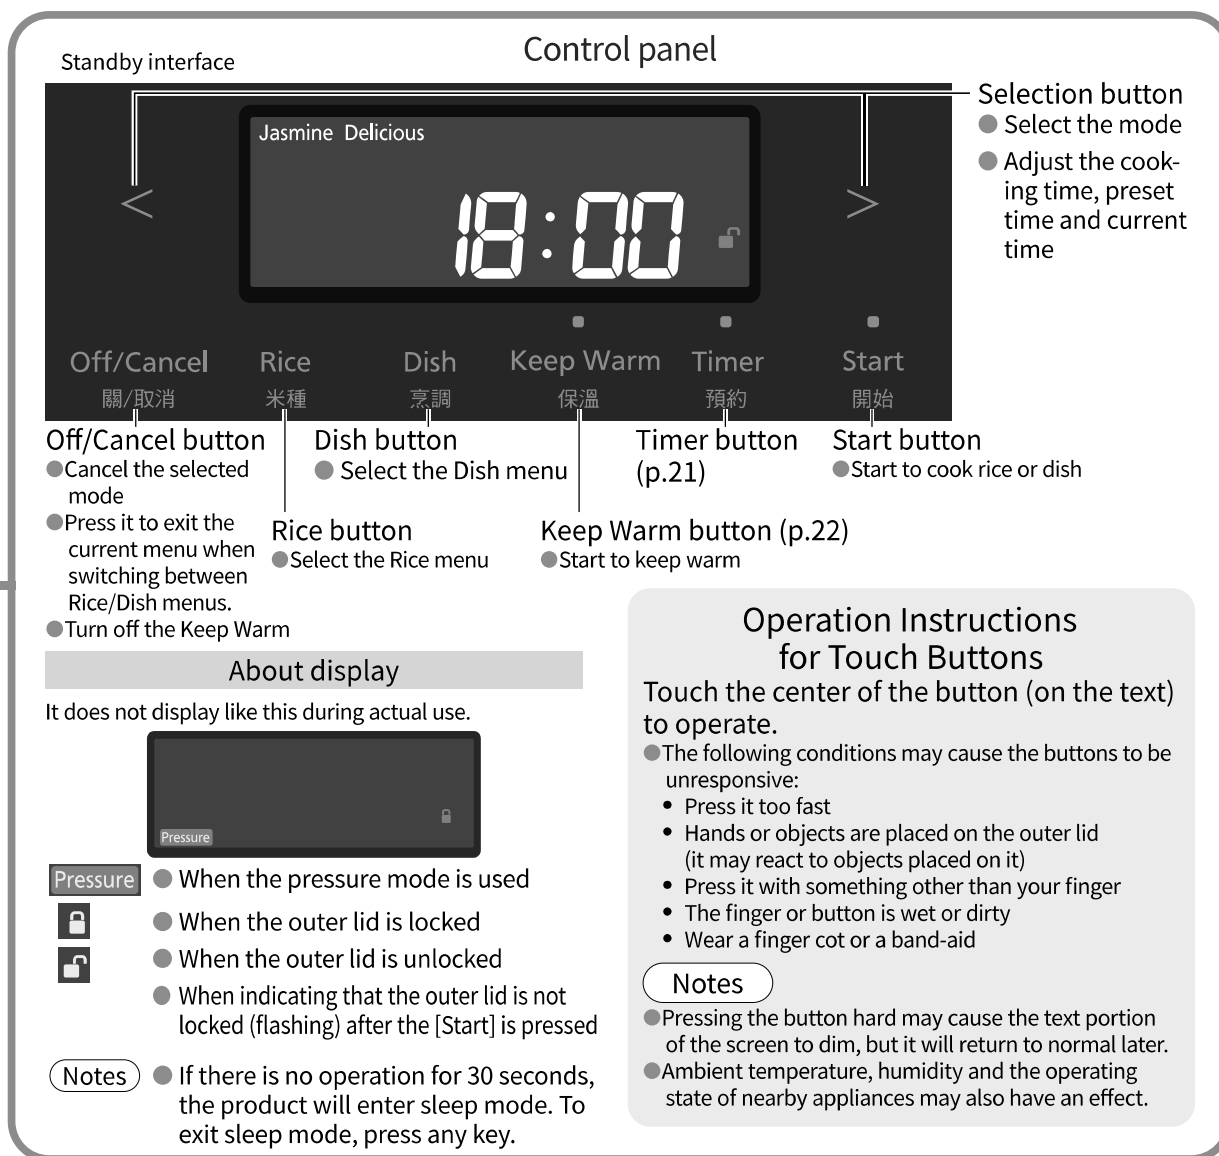 Control panel
Standby interface
Jasmine Delicious
18:00
<
>
Selection button
● Select the mode
● Adjust the cook-
ing time, preset
time and current
time
Off/Cancel
Rice
Dish
Keep Warm
Timer
Start
關/取消
米種
烹調
保溫
預約
開始
Off/Cancel button
●Cancel the selected
mode
●Press it to exit the
current menu when
switching between
Rice/Dish menus.
●Turn off the Keep Warm
Rice button
●Select the Rice menu
Dish button
● Select the Dish menu
Keep Warm button (p.22)
●Start to keep warm
Timer button
(p.21)
Start button
●Start to cook rice or dish
About display
It does not display like this during actual use.
Pressure
Pressure ● When the pressure mode is used
● When the outer lid is locked
● When the outer lid is unlocked
● When indicating that the outer lid is not
locked (flashing) after the [Start] is pressed
Notes ● If there is no operation for 30 seconds,
the product will enter sleep mode. To
exit sleep mode, press any key.
Operation Instructions
for Touch Buttons
Touch the center of the button (on the text)
to operate.
●The following conditions may cause the buttons to be
unresponsive:
• Press it too fast
• Hands or objects are placed on the outer lid
(it may react to objects placed on it)
• Press it with something other than your finger
• The finger or button is wet or dirty
• Wear a finger cot or a band-aid
Notes
●Pressing the button hard may cause the text portion
of the screen to dim, but it will return to normal later.
●Ambient temperature, humidity and the operating
state of nearby appliances may also have an effect.